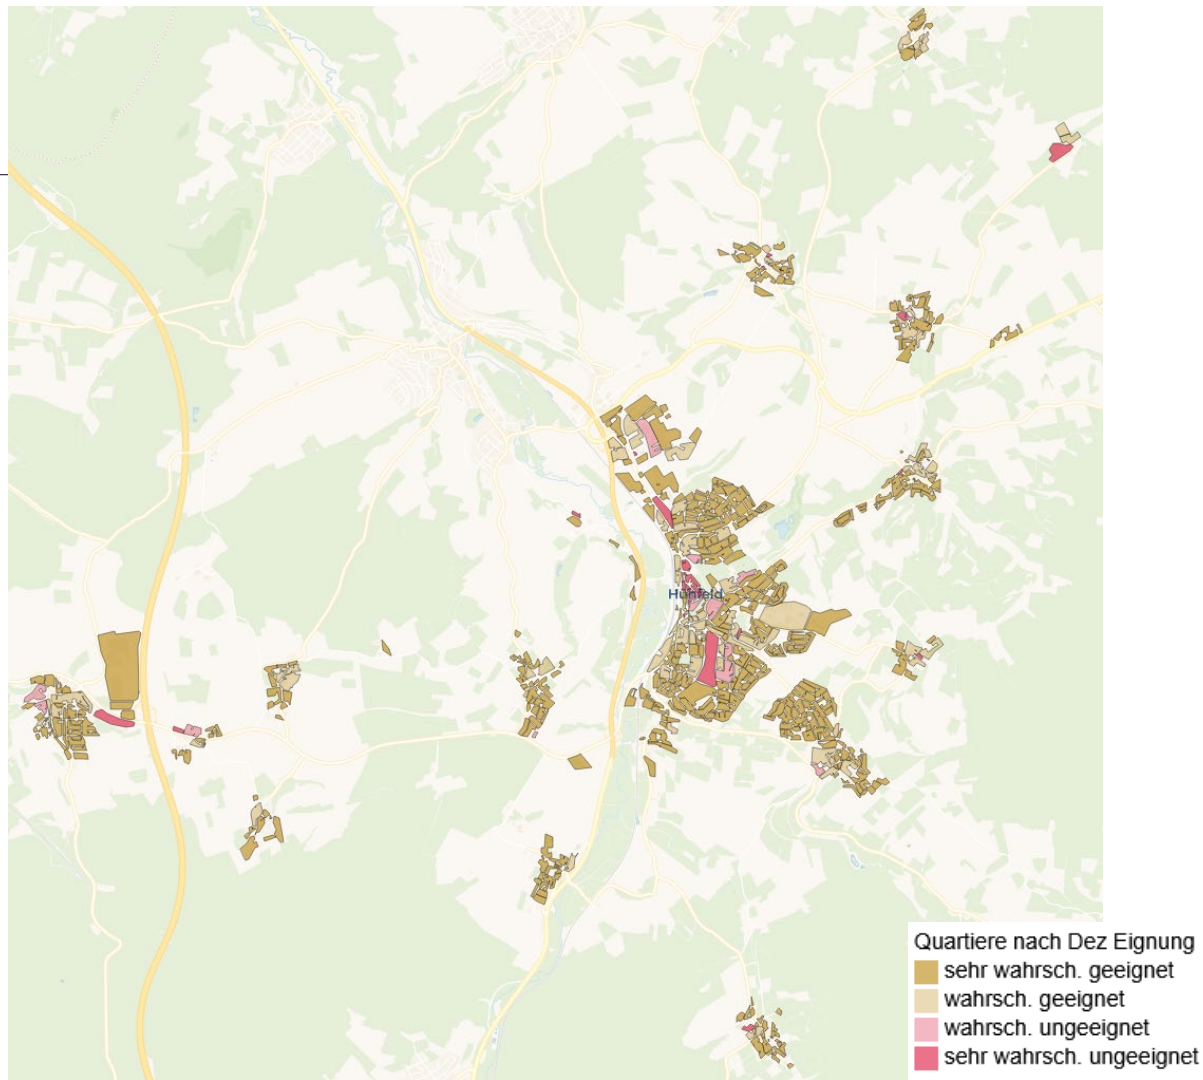 Hünfeld
Quartiere nach Dez Eignung
sehr wahrsch. geeignet
wahrsch. geeignet
wahrsch. ungeeignet
sehr wahrsch. ungeeignet